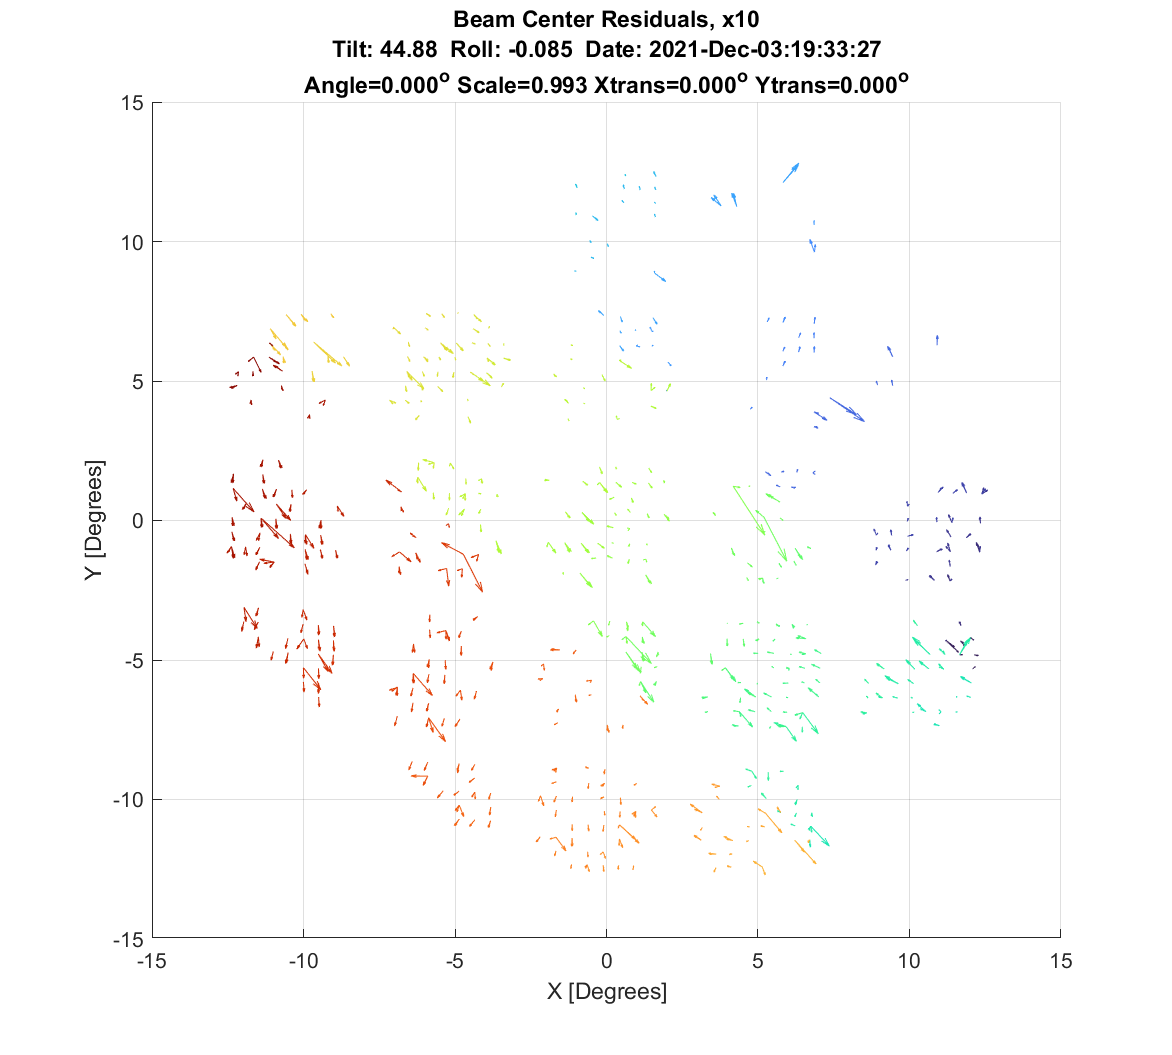 Beam Center Residuals, x10
Tilt: 44.88 Roll: -0.085 Date: 2021-Dec-03:19:33:27
Angle=0.000° Scale=0.993 Xtrans=0.000° Ytrans=0.000°
15
10
5
0
-5
-10
-15
Y [Degrees]
-15 -10 -5 0 5 10 15
X [Degrees]